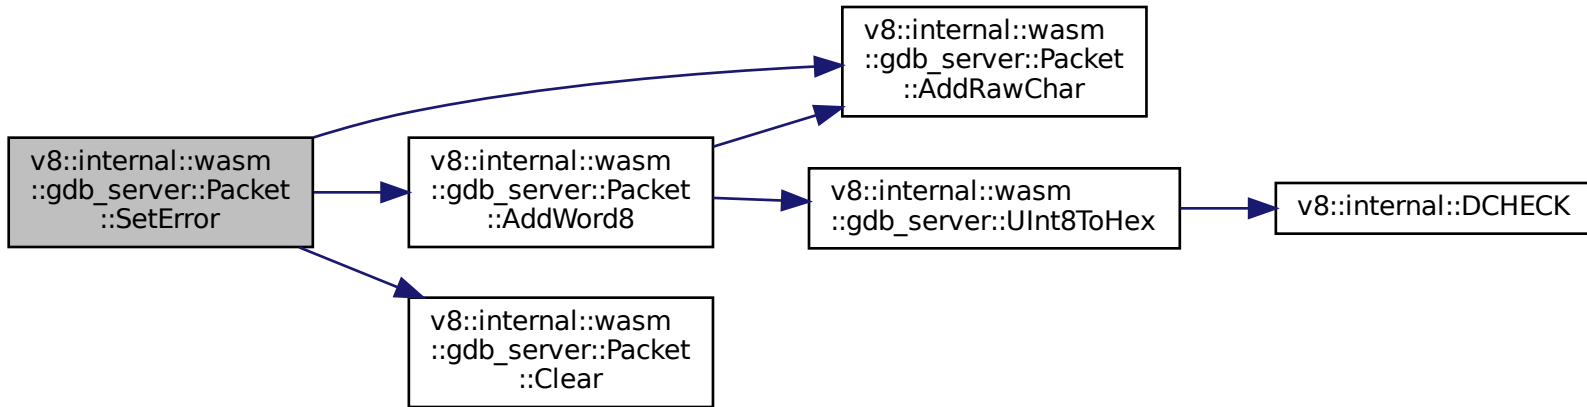 v8::internal::wasm
::gdb_server::Packet
::SetError
v8::internal::wasm
::gdb_server::Packet
::AddRawChar
v8::internal::wasm
::gdb_server::Packet
::AddWord8
v8::internal::wasm
::gdb_server::UInt8ToHex
v8::internal::DCHECK
v8::internal::wasm
::gdb_server::Packet
::Clear